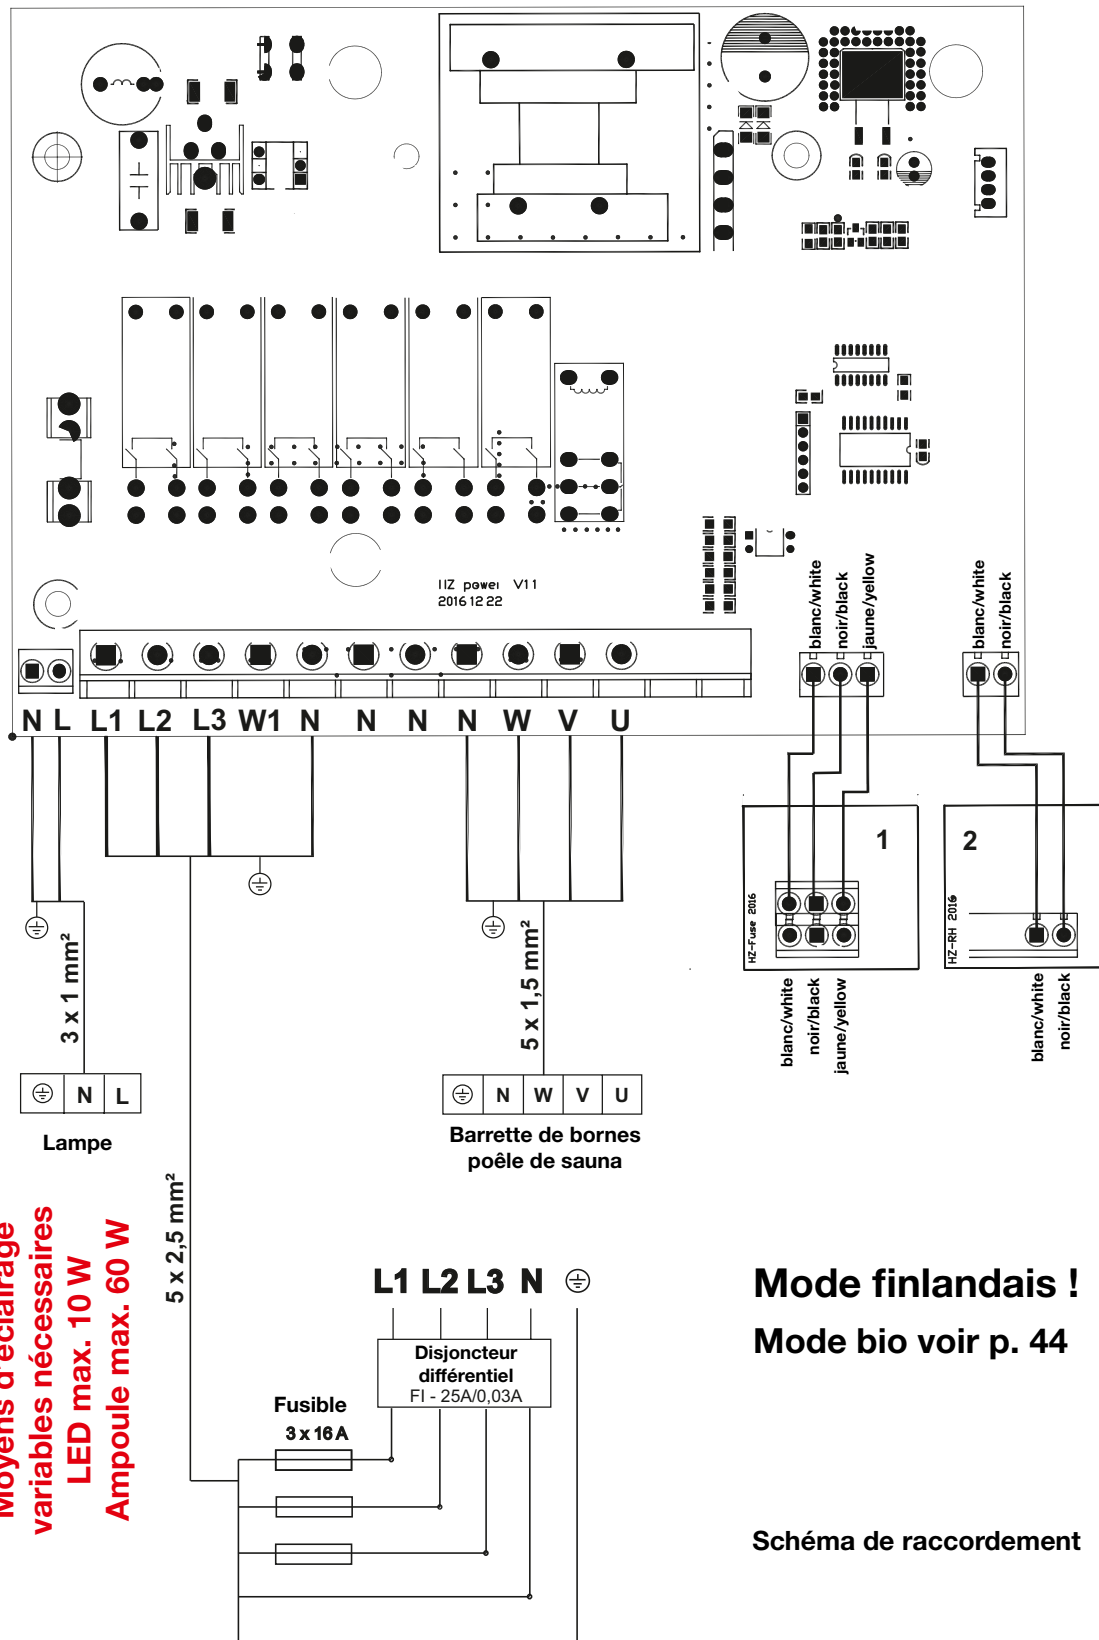 IIZ power V11
2016 12 22
blanc/white
noir/black
jaune/yellow
blanc/white
noir/black
N L L1 L2 L3 W1 N N N N W V U
1
2
HZ-Fuse 2016
HZ-RH 2016
blanc/white
noir/black
jaune/yellow
blanc/white
noir/black
3 x 1 mm²
5 x 1,5 mm²
N L
Lampe
N W V U
Barrette de bornes
poêle de sauna
5 x 2,5 mm²
Moyens d'éclairage
variables nécessaires
LED max. 10 W
Ampoule max. 60 W
L1 L2 L3 N
Disjoncteur
différentiel
FI - 25A/0,03A
Fusible
3 x 16 A
Mode finlandais !
Mode bio voir p. 44
Schéma de raccordement